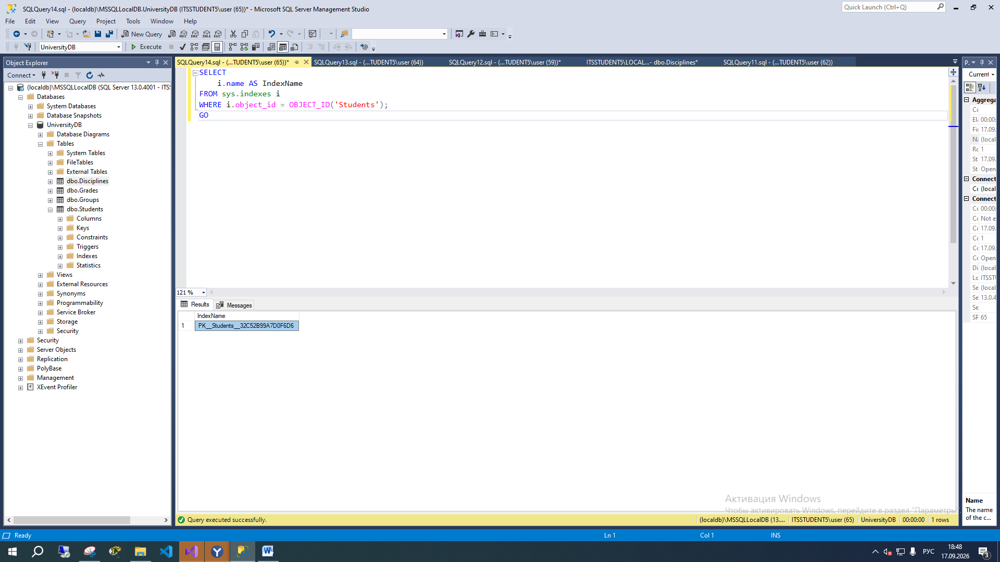 SQLQuery14.sql - (localdb)\MSSQLLocalDB.UniversityDB (ITSSTUDENT5\user (65))* - Microsoft SQL Server Management Studio
Quick Launch (Ctrl+Q)
File Edit View Query Project Tools Window Help
New Query
UniversityDB
Execute
Object Explorer
Connect
(localdb)\MSSQLLocalDB (SQL Server 13.0.4001 - ITS
Databases
System Databases
Database Snapshots
UniversityDB
Database Diagrams
Tables
System Tables
FileTables
External Tables
dbo.Disciplines
dbo.Grades
dbo.Groups
dbo.Students
Columns
Keys
Constraints
Triggers
Indexes
Statistics
Views
External Resources
Synonyms
Programmability
Service Broker
Storage
Security
Security
Server Objects
Replication
PolyBase
Management
XEvent Profiler
SQLQuery14.sql - (...TUDENT5\user (65))*
SQLQuery13.sql - (...TUDENT5\user (64))
SQLQuery12.sql - (...TUDENT5\user (59))*
ITSSTUDENT5\LOCAL...- dbo.Disciplines*
SQLQuery11.sql - (...TUDENT5\user (62))
SELECT
i.name AS IndexName
FROM sys.indexes i
WHERE i.object_id = OBJECT_ID('Students');
GO
121 %
Results Messages
IndexName
1 PK__Students__32C52B99A7D0F6D6
Query executed successfully.
(localdb)\MSSQLLocalDB (13....
ITSSTUDENT5\user (65)
UniversityDB
00:00:00
1 rows
P.
Current
Aggrega
Cc
Ela 00:00:
Fin 17.09.
Na (local
Rc 1
St 17.09.
St Open
Connect
Cc (local
Connect
Cc 00:00:
Cc Not e
Cc 17.09.
Cc 1
Cc 17.09.
Cc Open
Di (local
Lc ITSSTU
Se (local
Se 13.0.4
Se
SP 65
Name
The name
of the c...
Активация Windows
Чтобы активировать Windows, перейдите в раздел "Параметры".
Ready
Ln 1
Col 1
INS
РУС
18:48
17.09.2026
3